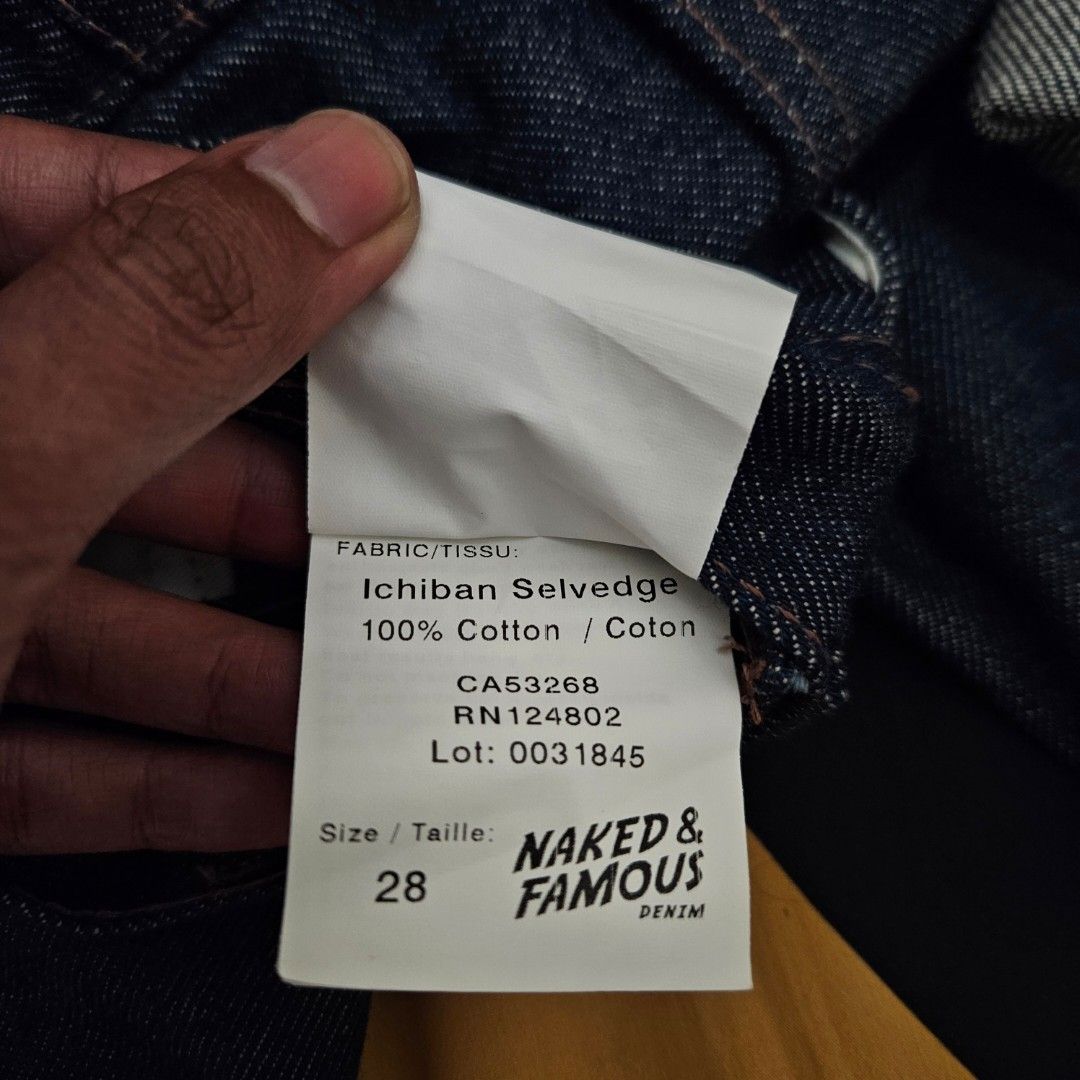 FABRIC/TISSU:
Ichiban Selvedge
100% Cotton / Coton
CA53268
RN124802
Lot: 0031845
Size / Taille:
28
NAKED &
FAMOUS
DENIM